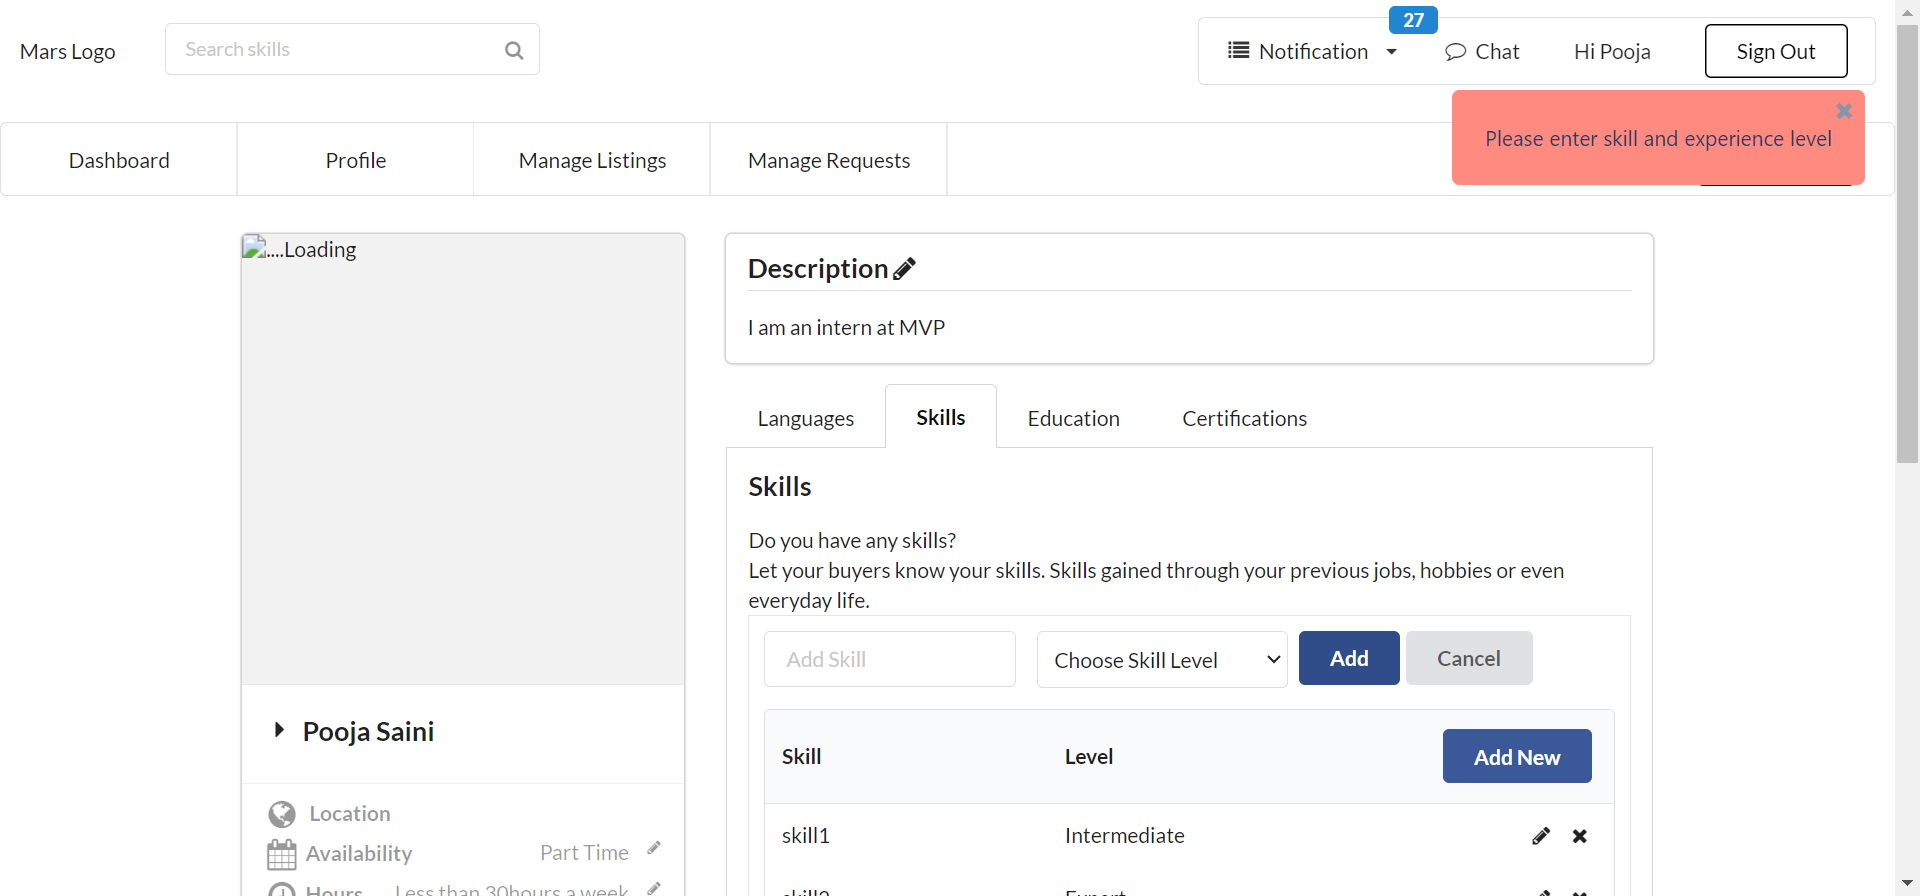 27
Mars Logo
Search skills
Notification
Chat
Hi Pooja
Sign Out
Please enter skill and experience level
Dashboard
Profile
Manage Listings
Manage Requests
....Loading
Description
I am an intern at MVP
Languages
Skills
Education
Certifications
Skills
Do you have any skills?
Let your buyers know your skills. Skills gained through your previous jobs, hobbies or even
everyday life.
Add Skill
Choose Skill Level
Add
Cancel
Skill
Level
Add New
skill1
Intermediate
Pooja Saini
Location
Availability
Part Time
Hours
Less than 30hours a week